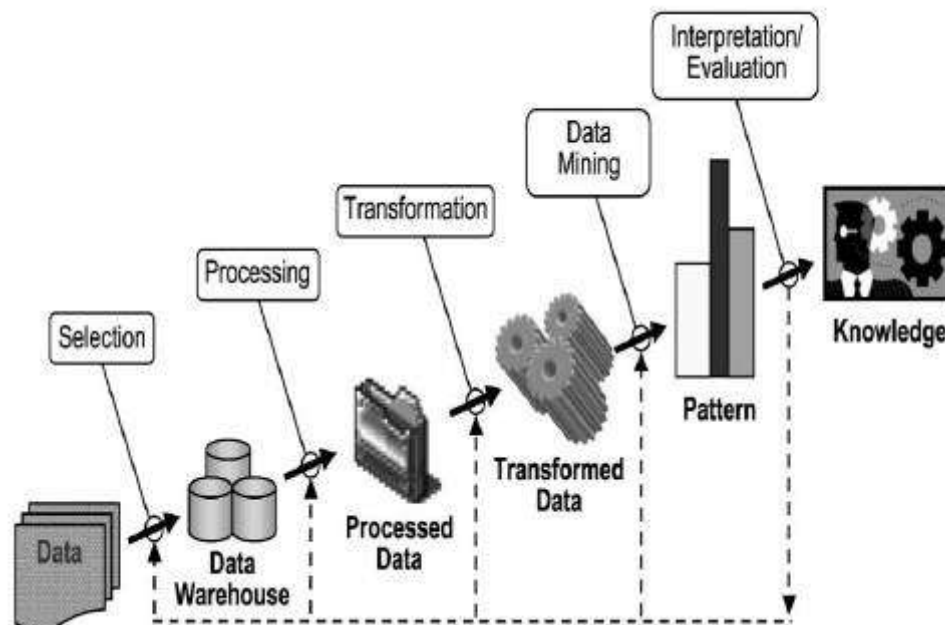 Interpretation/
Evaluation
Data
Mining
Transformation
Processing
Selection
Knowledge
Pattern
Transformed
Data
Processed
Data
Data
Warehouse
Data